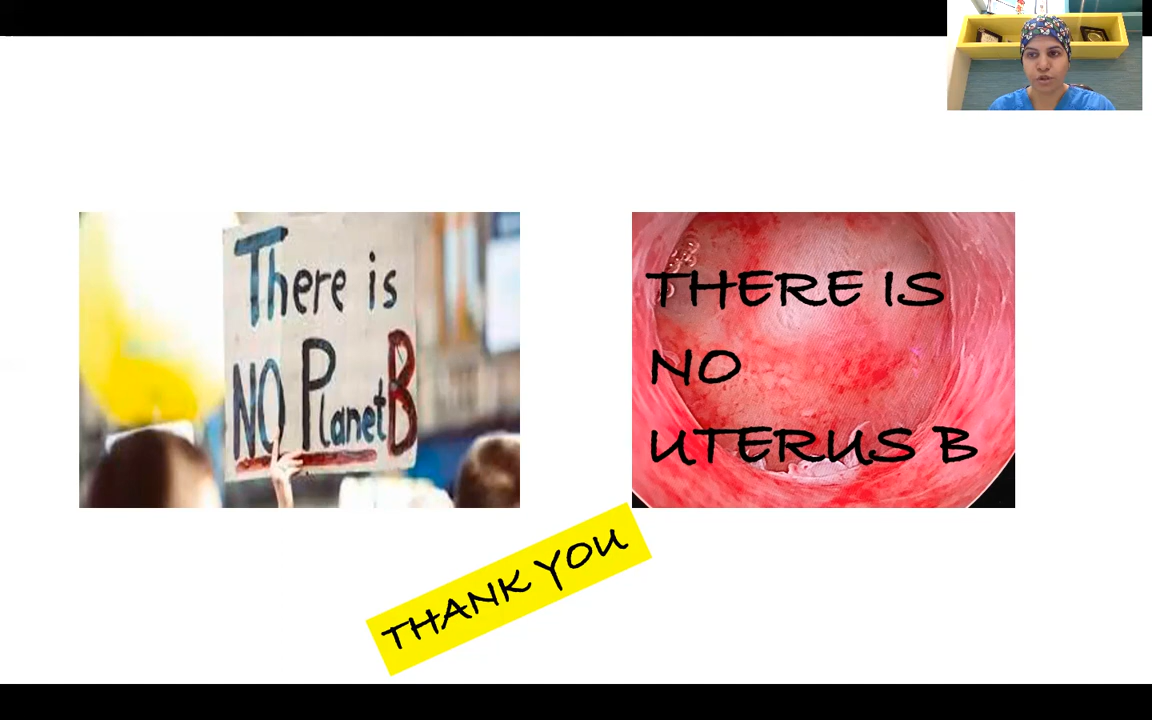 There is
NO Planet B
THERE IS
NO
UTERUS B
THANK YOU